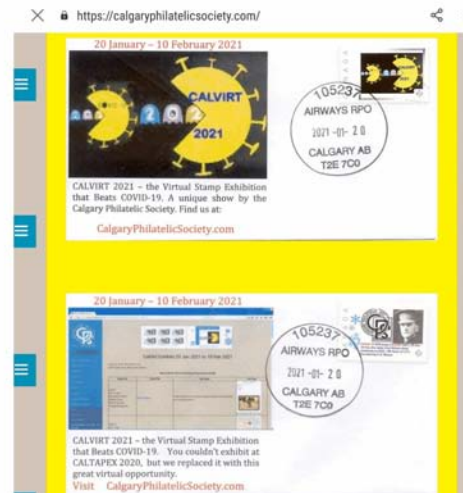 https://calgaryphilatelicsociety.com/
20 January – 10 February 2021
CALVIRT
2021
105237
AIRWAYS RPO
2021 -01- 20
CALGARY AB
T2E 7C0
CALVIRT 2021 – the Virtual Stamp Exhibition
that Beats COVID-19. A unique show by the
Calgary Philatelic Society. Find us at:
CalgaryPhilatelicSociety.com
20 January – 10 February 2021
105237
AIRWAYS RPO
2021 -01- 20
CALGARY AB
T2E 7C0
CALVIRT 2021 – the Virtual Stamp Exhibition
that Beats COVID-19. You couldn't exhibit at
CALTAPEX 2020, but we replaced it with this
great virtual opportunity.
Visit CalgaryPhilatelicSociety.com